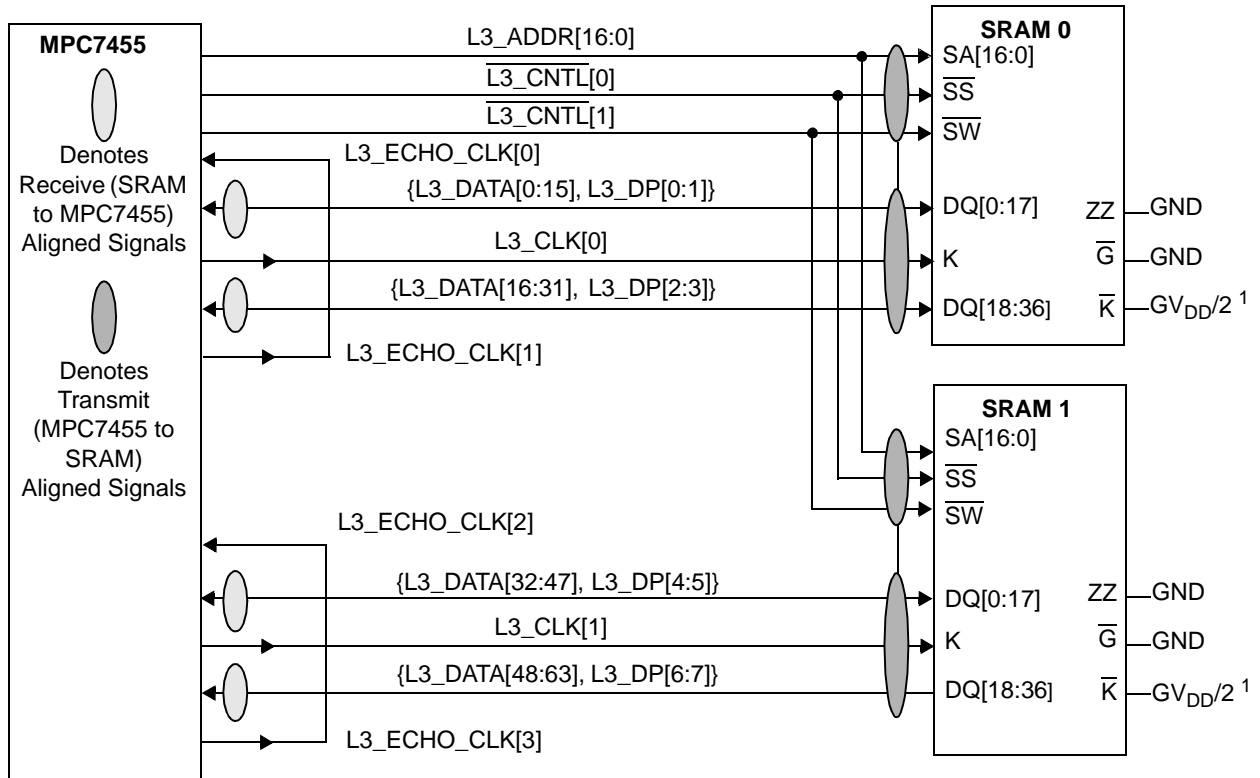 MPC7455
Denotes
Receive (SRAM
to MPC7455)
Aligned Signals
Denotes
Transmit
(MPC7455 to
SRAM)
Aligned Signals
L3_ADDR[16:0]
L3_CNTL[0]
L3_CNTL[1]
L3_ECHO_CLK[0]
{L3_DATA[0:15], L3_DP[0:1]}
L3_CLK[0]
{L3_DATA[16:31], L3_DP[2:3]}
L3_ECHO_CLK[1]
SRAM 0
SA[16:0]
SS
SW
DQ[0:17] ZZ GND
K G GND
DQ[18:36] K GVDD/2 1
L3_ECHO_CLK[2]
{L3_DATA[32:47], L3_DP[4:5]}
L3_CLK[1]
{L3_DATA[48:63], L3_DP[6:7]}
L3_ECHO_CLK[3]
SRAM 1
SA[16:0]
SS
SW
DQ[0:17] ZZ GND
K G GND
DQ[18:36] K GVDD/2 1